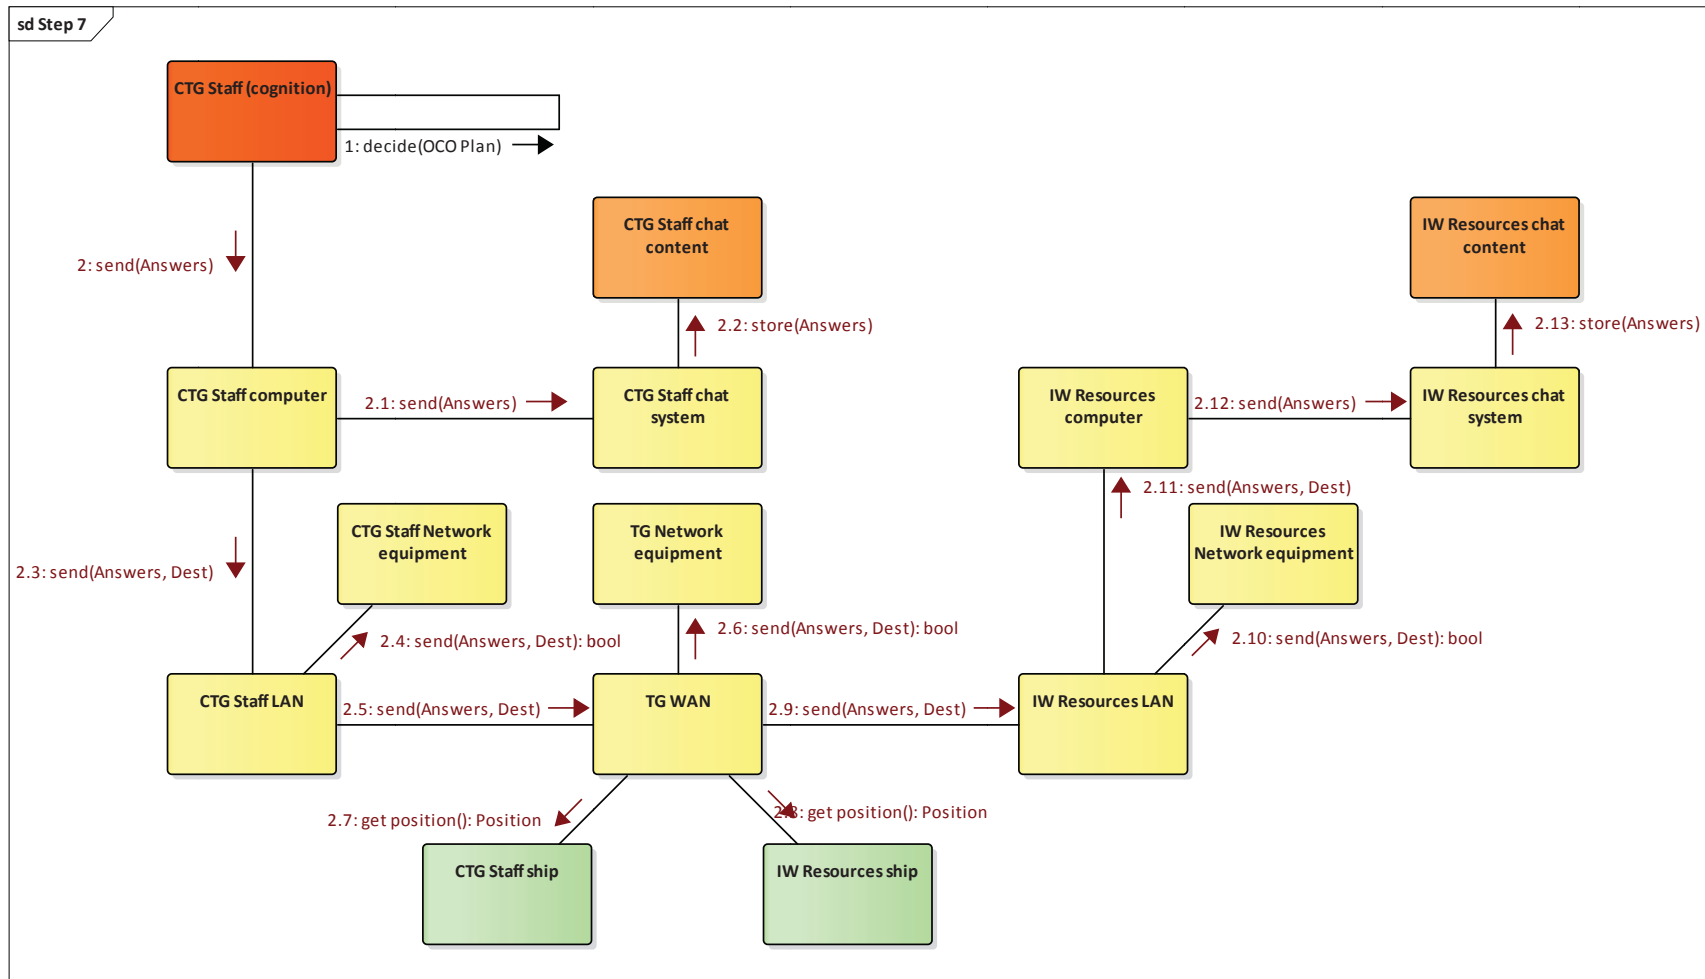 sd Step 7
CTG Staff (cognition)
1: decide(OCO Plan)
CTG Staff chat
content
IW Resources chat
content
2: send(Answers)
2.2: store(Answers)
2.13: store(Answers)
CTG Staff computer
2.1: send(Answers)
CTG Staff chat
system
IW Resources
computer
2.12: send(Answers)
IW Resources chat
system
2.11: send(Answers, Dest)
CTG Staff Network
equipment
TG Network
equipment
IW Resources
Network equipment
2.3: send(Answers, Dest)
2.4: send(Answers, Dest): bool
2.6: send(Answers, Dest): bool
2.10: send(Answers, Dest): bool
CTG Staff LAN
2.5: send(Answers, Dest)
TG WAN
2.9: send(Answers, Dest)
IW Resources LAN
2.7: get position(): Position
2.8: get position(): Position
CTG Staff ship
IW Resources ship